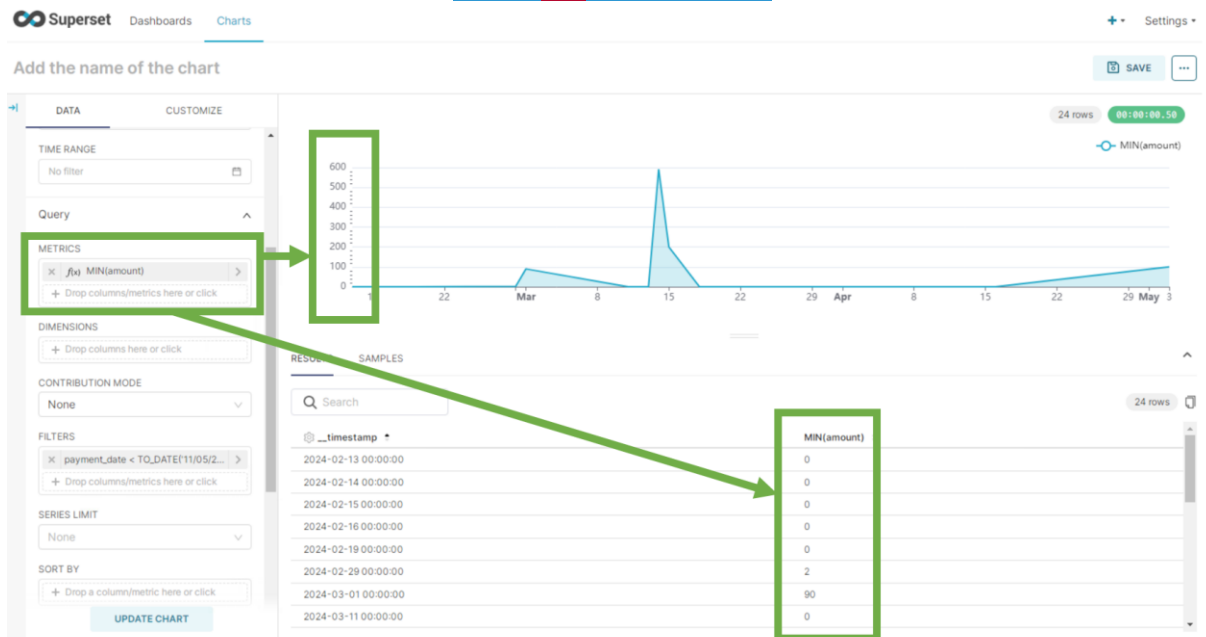 Superset Dashboards Charts
Settings
Add the name of the chart
SAVE
DATA CUSTOMIZE
TIME RANGE
No filter
Query
METRICS
f(x) MIN(amount)
+ Drop columns/metrics here or click
DIMENSIONS
+ Drop columns here or click
CONTRIBUTION MODE
None
FILTERS
payment_date < TO_DATE('11/05/2...
+ Drop columns/metrics here or click
SERIES LIMIT
None
SORT BY
+ Drop a column/metric here or click
UPDATE CHART
24 rows 00:00:00.50
MIN(amount)
600
500
400
300
200
100
0
22 Mar 8 15 22 29 Apr 8 15 22 29 May 3
SAMPLES
Search
24 rows
__timestamp MIN(amount)
2024-02-13 00:00:00 0
2024-02-14 00:00:00 0
2024-02-15 00:00:00 0
2024-02-16 00:00:00 0
2024-02-19 00:00:00 0
2024-02-29 00:00:00 2
2024-03-01 00:00:00 90
2024-03-11 00:00:00 0